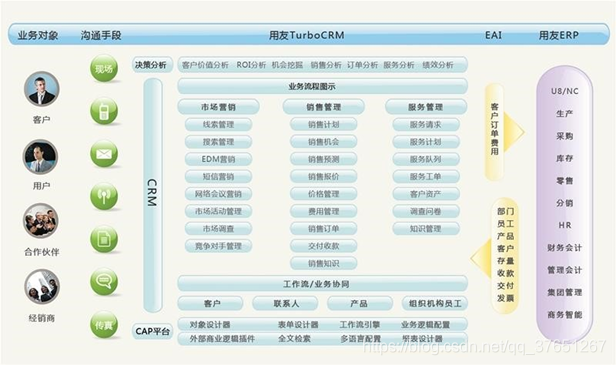 业务对象 沟通手段 用友TurboCRM EAI 用友ERP
客户
用户
合作伙伴
经销商
现场
传真
决策分析 客户价值分析 ROI分析 机会挖掘 销售分析 订单分析 服务分析 绩效分析
CRM
业务流程图示
市场营销
线索管理
搜索管理
EDM营销
短信营销
网络会议营销
市场活动管理
市场调查
竞争对手管理
销售管理
销售计划
销售机会
销售预测
销售报价
价格管理
费用管理
销售订单
交付收款
销售知识
服务管理
服务请求
服务计划
服务队列
服务工单
客户资产
调查问卷
知识管理
工作流/业务协同
客户 联系人 产品 组织机构员工
CAP平台
对象设计器 表单设计器 工作流引擎 业务逻辑配置
外部商业逻辑插件 全文检索 多语言配置 报表设计器
客户订单费用
部门
员工
产品
客户
存量
收款
交付
发票
U8/NC
生产
采购
库存
零售
分销
HR
财务会计
管理会计
集团管理
商务智能
https://blog.csdn.net/qq_37651267